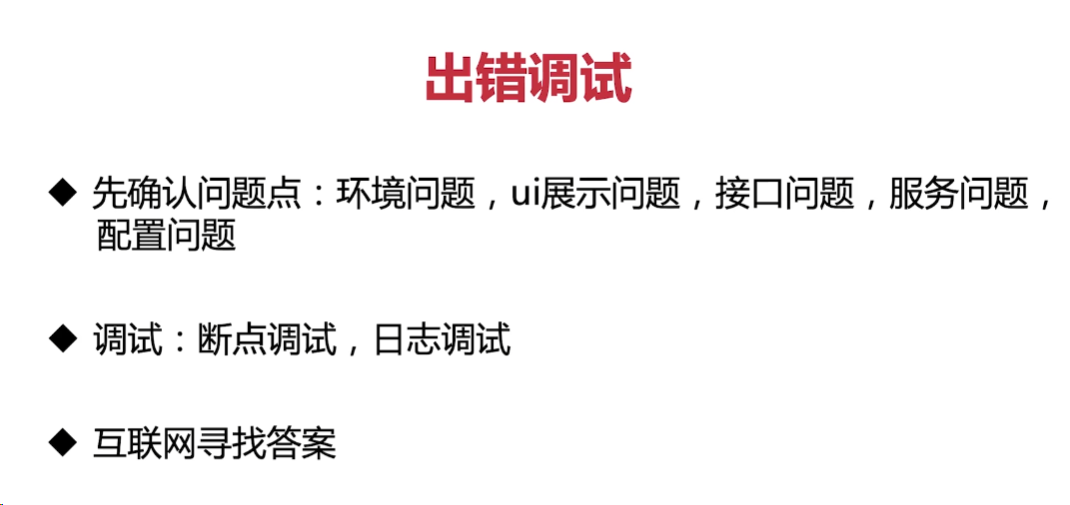 出错调试
◆ 先确认问题点：环境问题，ui展示问题，接口问题，服务问题，
配置问题
◆ 调试：断点调试，日志调试
◆ 互联网寻找答案